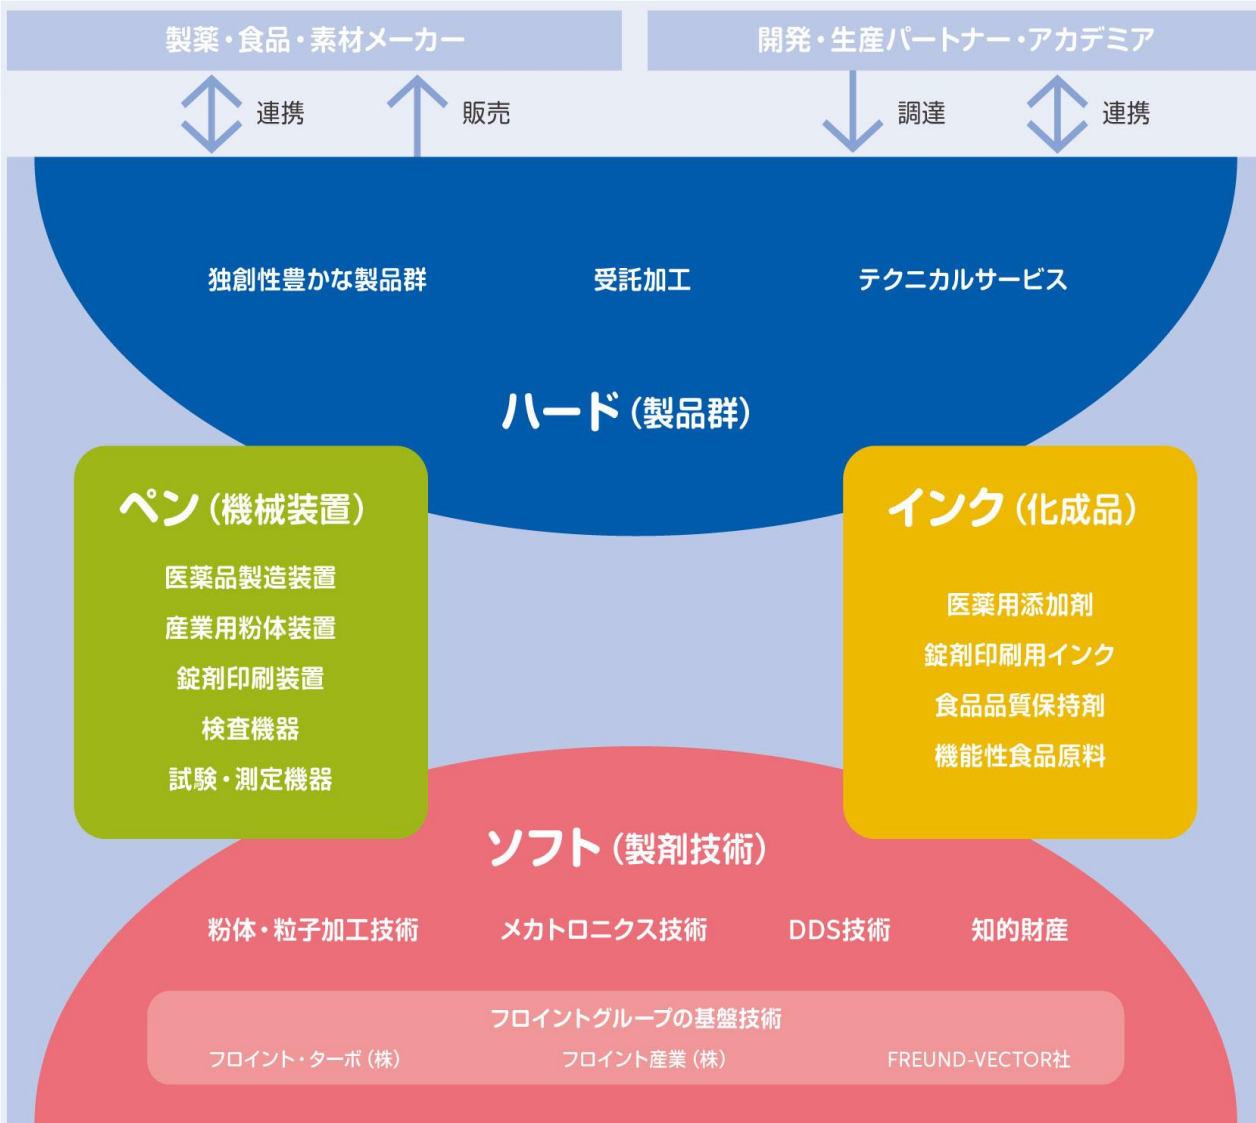 製薬・食品・素材メーカー
開発・生産パートナー・アカデミア
連携
販売
調達
連携
独創性豊かな製品群
受託加工
テクニカルサービス
ハード（製品群）
ペン（機械装置）
医薬品製造装置
産業用粉体装置
錠剤印刷装置
検査機器
試験・測定機器
インク（化成品）
医薬用添加剤
錠剤印刷用インク
食品品質保持剤
機能性食品原料
ソフト（製剤技術）
粉体・粒子加工技術
メカトロニクス技術
DDS技術
知的財産
フロイントグループの基盤技術
フロイント・ターボ（株）
フロイント産業（株）
FREUND-VECTOR社